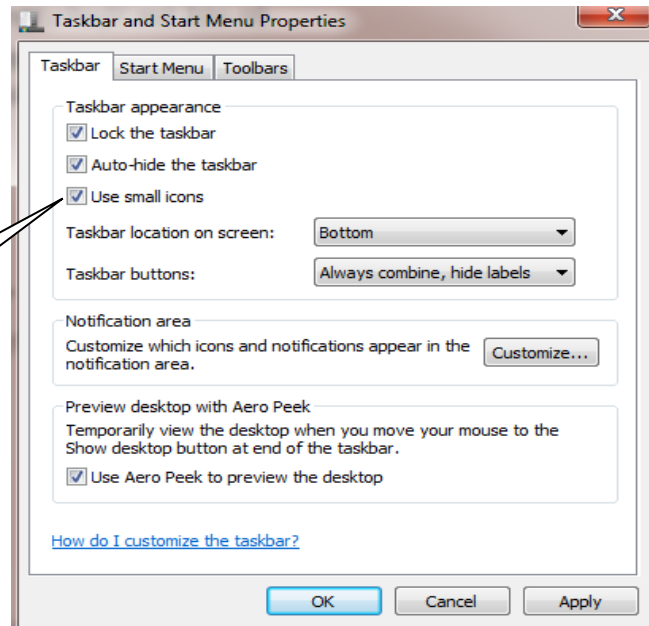 Taskbar and Start Menu Properties
Taskbar
Start Menu
Toolbars
Taskbar appearance
Lock the taskbar
Auto-hide the taskbar
Use small icons
Taskbar location on screen: Bottom
Taskbar buttons: Always combine, hide labels
Notification area
Customize which icons and notifications appear in the
notification area.
Customize...
Preview desktop with Aero Peek
Temporarily view the desktop when you move your mouse to the
Show desktop button at end of the taskbar.
Use Aero Peek to preview the desktop
How do I customize the taskbar?
OK Cancel Apply